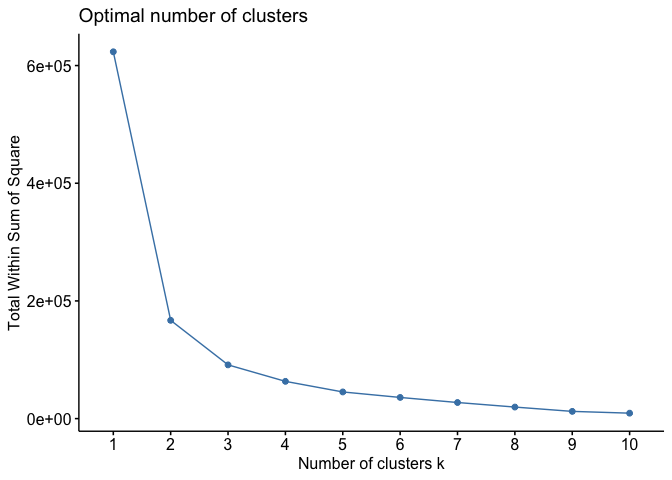 Optimal number of clusters
Total Within Sum of Square
6e+05
4e+05
2e+05
0e+00
1 2 3 4 5 6 7 8 9 10
Number of clusters k